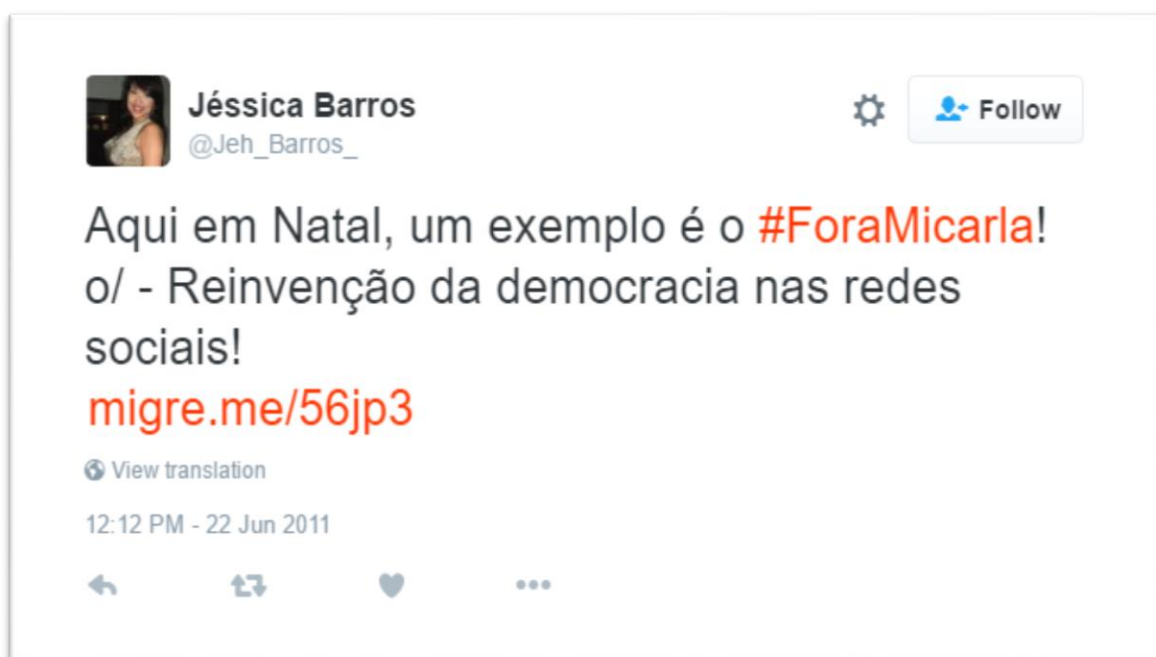 Jéssica Barros
@Jeh_Barros_
Follow
Aqui em Natal, um exemplo é o #ForaMicarla!
o/ - Reinvenção da democracia nas redes
sociais!
migre.me/56jp3
View translation
12:12 PM - 22 Jun 2011